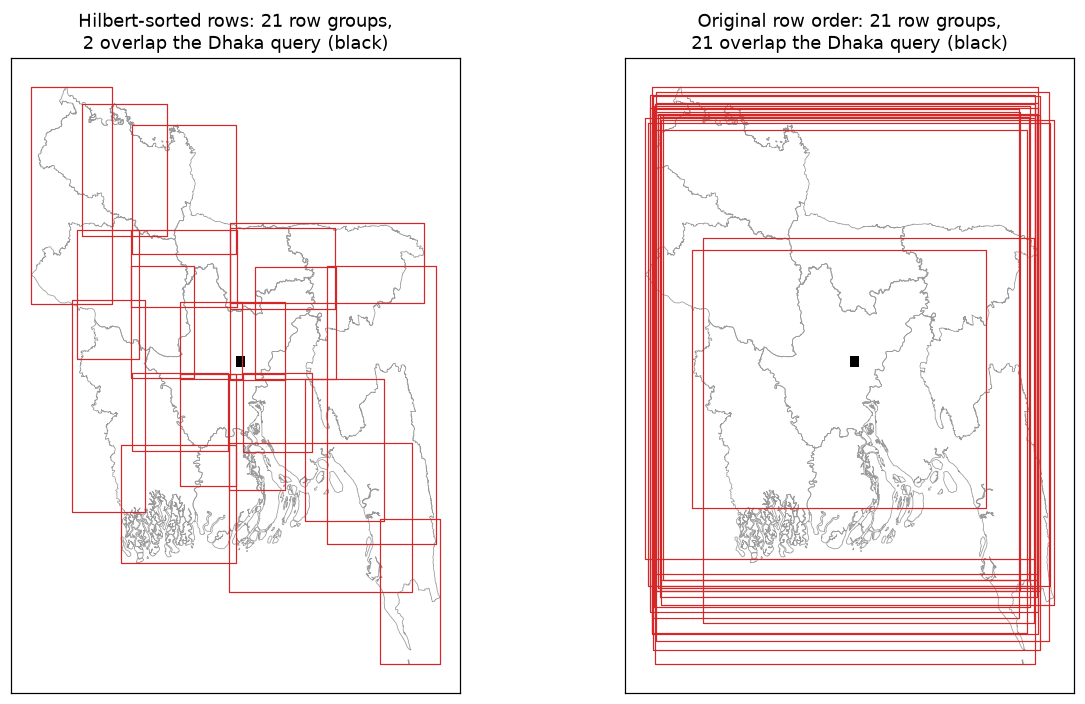 Hilbert-sorted rows: 21 row groups,
2 overlap the Dhaka query (black)
Original row order: 21 row groups,
21 overlap the Dhaka query (black)